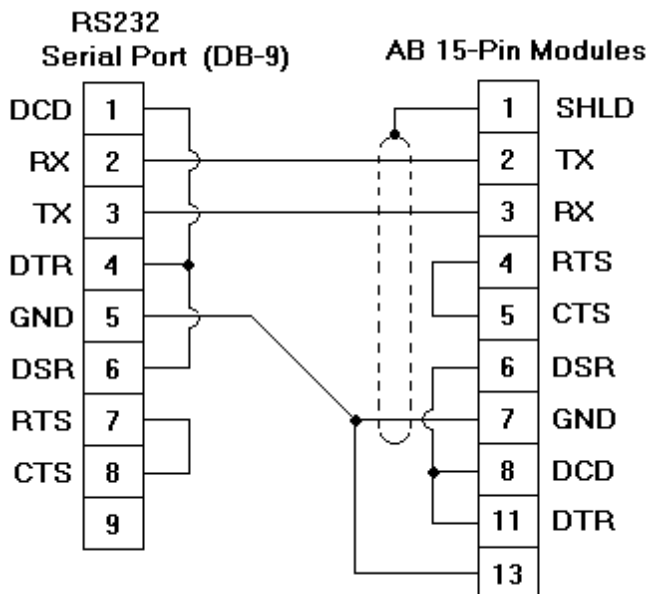 RS232
Serial Port (DB-9)
AB 15-Pin Modules
DCD 1
RX 2
TX 3
DTR 4
GND 5
DSR 6
RTS 7
CTS 8
9
1 SHLD
2 TX
3 RX
4 RTS
5 CTS
6 DSR
7 GND
8 DCD
11 DTR
13